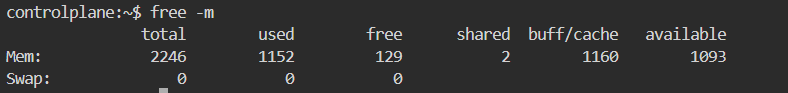 controlplane:~$ free -m
total used free shared buff/cache available
Mem: 2246 1152 129 2 1160 1093
Swap: 0 0 0